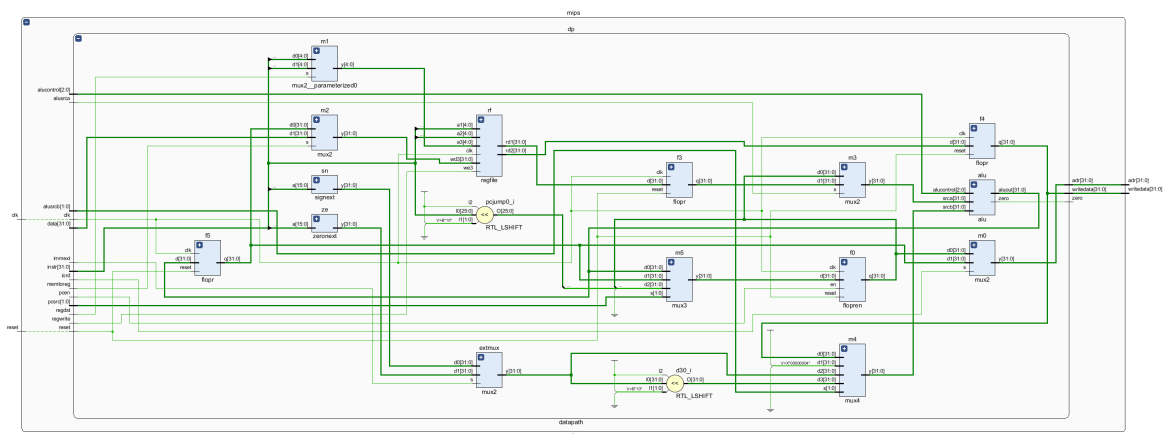 mips
dp
m1
d0[4:0]
d1[4:0]
s
y[4:0]
mux2__parameterized0
alucontrol[2:0]
alusrca
m2
d0[31:0]
d1[31:0]
s
y[31:0]
mux2
rf
a1[4:0]
a2[4:0]
a3[4:0]
clk
wd3[31:0]
we3
rd1[31:0]
rd2[31:0]
regfile
f4
clk
d[31:0]
reset
q[31:0]
flopr
sn
a[15:0]
y[31:0]
signext
f3
clk
d[31:0]
reset
q[31:0]
flopr
m3
d0[31:0]
d1[31:0]
s
y[31:0]
mux2
alu
alucontrol[2:0]
srca[31:0]
srcb[31:0]
aluout[31:0]
zero
alu
adr[31:0]
writedata[31:0]
zero
adr[31:0]
writedata[31:0]
ze
a[15:0]
y[31:0]
zeronext
pcjump0_i
I2
I0[25:0]
I1[1:0]
<<
O[25:0]
V=B"10"
RTL_LSHIFT
alusrcb[1:0]
clk
data[31:0]
clk
f5
clk
d[31:0]
reset
q[31:0]
flopr
m5
d0[31:0]
d1[31:0]
d2[31:0]
s[1:0]
y[31:0]
mux3
f0
clk
d[31:0]
en
reset
q[31:0]
flopren
m0
d0[31:0]
d1[31:0]
s
y[31:0]
mux2
immext
instr[31:0]
iord
memtoreg
pcen
pcsrc[1:0]
regdst
regwrite
reset
reset
extmux
d0[31:0]
d1[31:0]
s
y[31:0]
mux2
d30_i
I2
I0[31:0]
I1[1:0]
<<
O[31:0]
V=B"10"
RTL_LSHIFT
m4
d0[31:0]
d1[31:0]
d2[31:0]
d3[31:0]
s[1:0]
y[31:0]
mux4
datapath